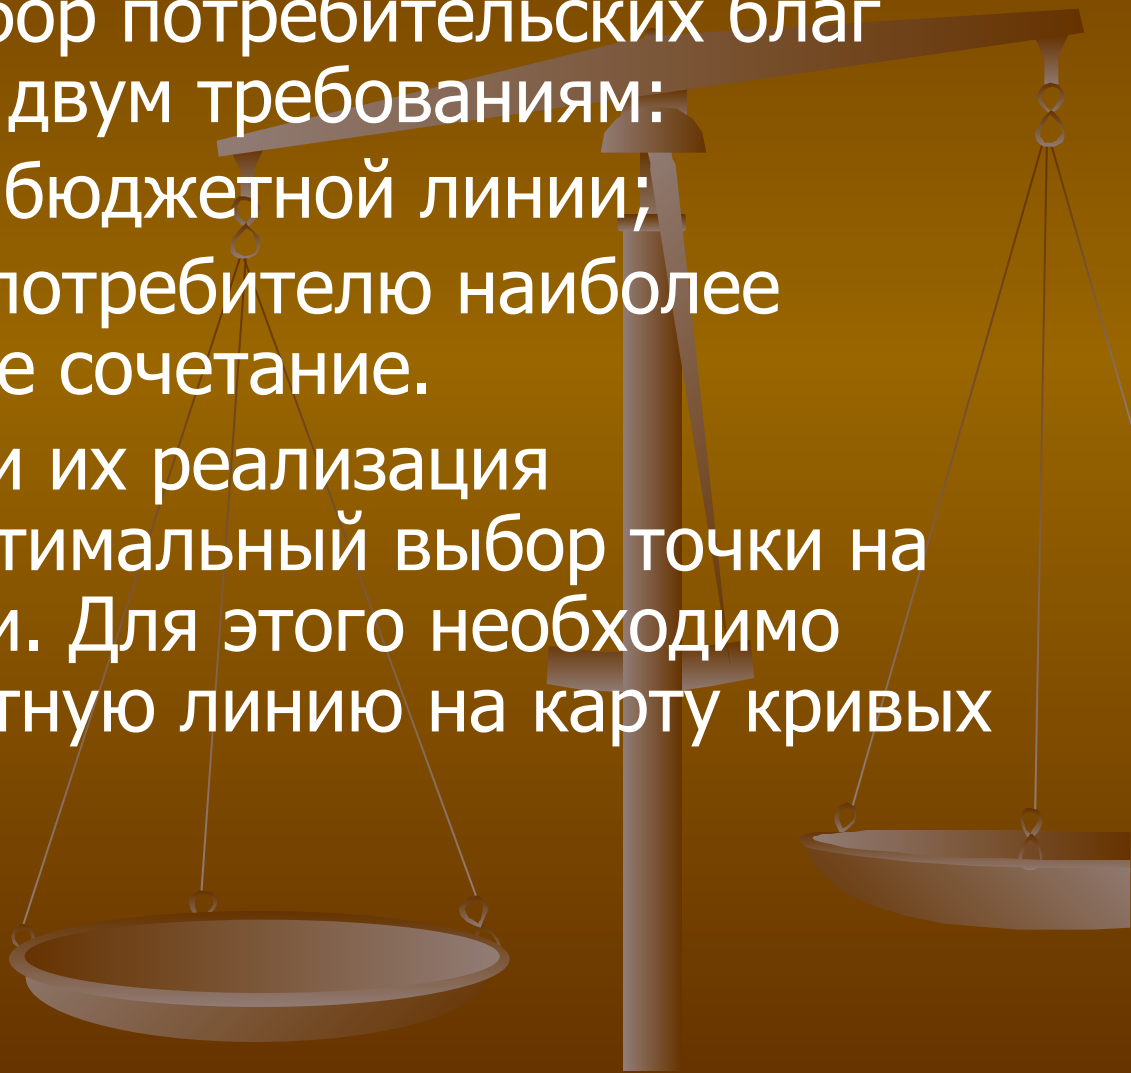 бор потребительских благ
двум требованиям:
бюджетной линии;
потребителю наиболее
е сочетание.
и их реализация
тимальный выбор точки на
и. Для этого необходимо
тную линию на карту кривых